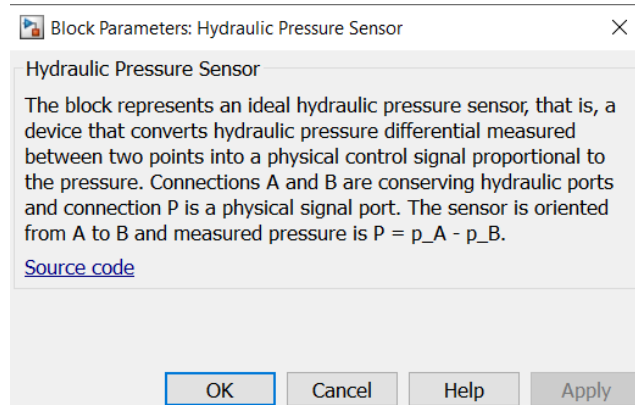 Block Parameters: Hydraulic Pressure Sensor
Hydraulic Pressure Sensor
The block represents an ideal hydraulic pressure sensor, that is, a
device that converts hydraulic pressure differential measured
between two points into a physical control signal proportional to
the pressure. Connections A and B are conserving hydraulic ports
and connection P is a physical signal port. The sensor is oriented
from A to B and measured pressure is P = p_A - p_B.
Source code
OK Cancel Help Apply